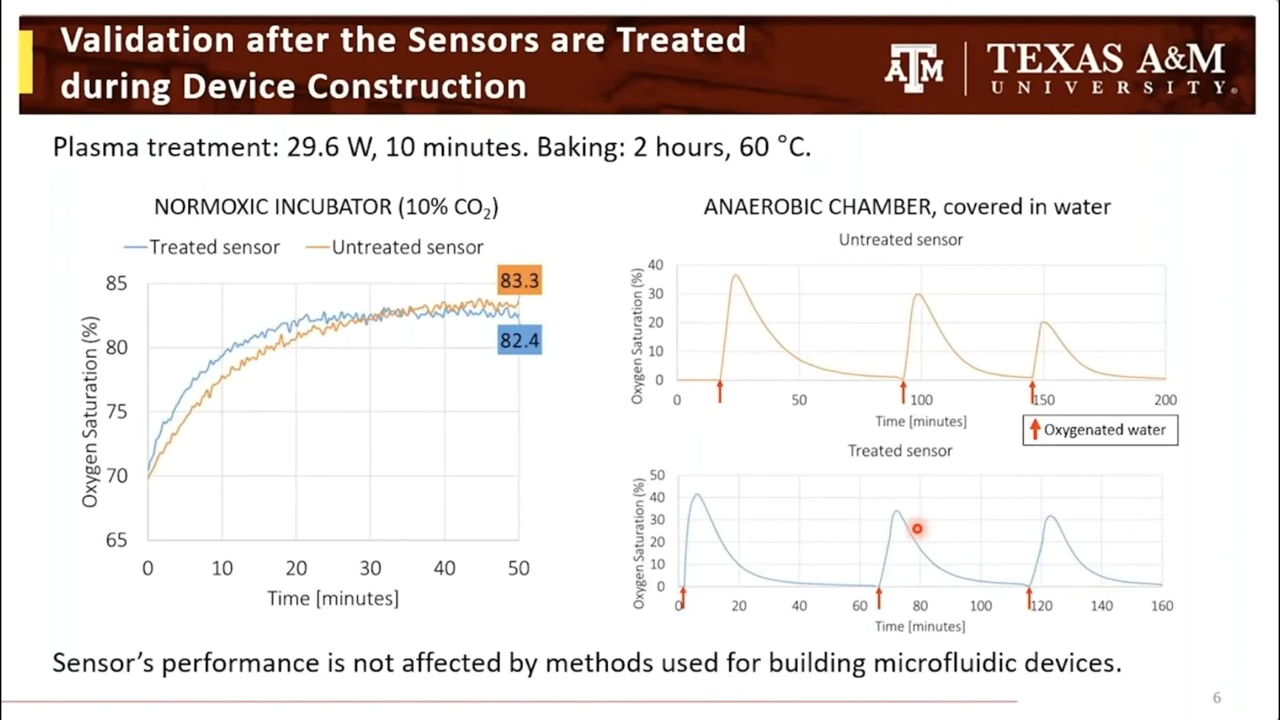 Validation after the Sensors are Treated
during Device Construction
ATM
TEXAS A&M
UNIVERSITY®
Plasma treatment: 29.6 W, 10 minutes. Baking: 2 hours, 60 °C.
NORMOXIC INCUBATOR (10% CO₂)
Treated sensor Untreated sensor
85
80
75
70
65
Oxygen Saturation (%)
83.3
82.4
0 10 20 30 40 50
Time [minutes]
ANAEROBIC CHAMBER, covered in water
Untreated sensor
40
30
20
10
0
Oxygen Saturation (%)
0 50 100 150 200
Time [minutes]
Oxygenated water
Treated sensor
50
40
30
20
10
0
Oxygen Saturation (%)
0 20 40 60 80 100 120 140 160
Time [minutes]
Sensor's performance is not affected by methods used for building microfluidic devices.
6